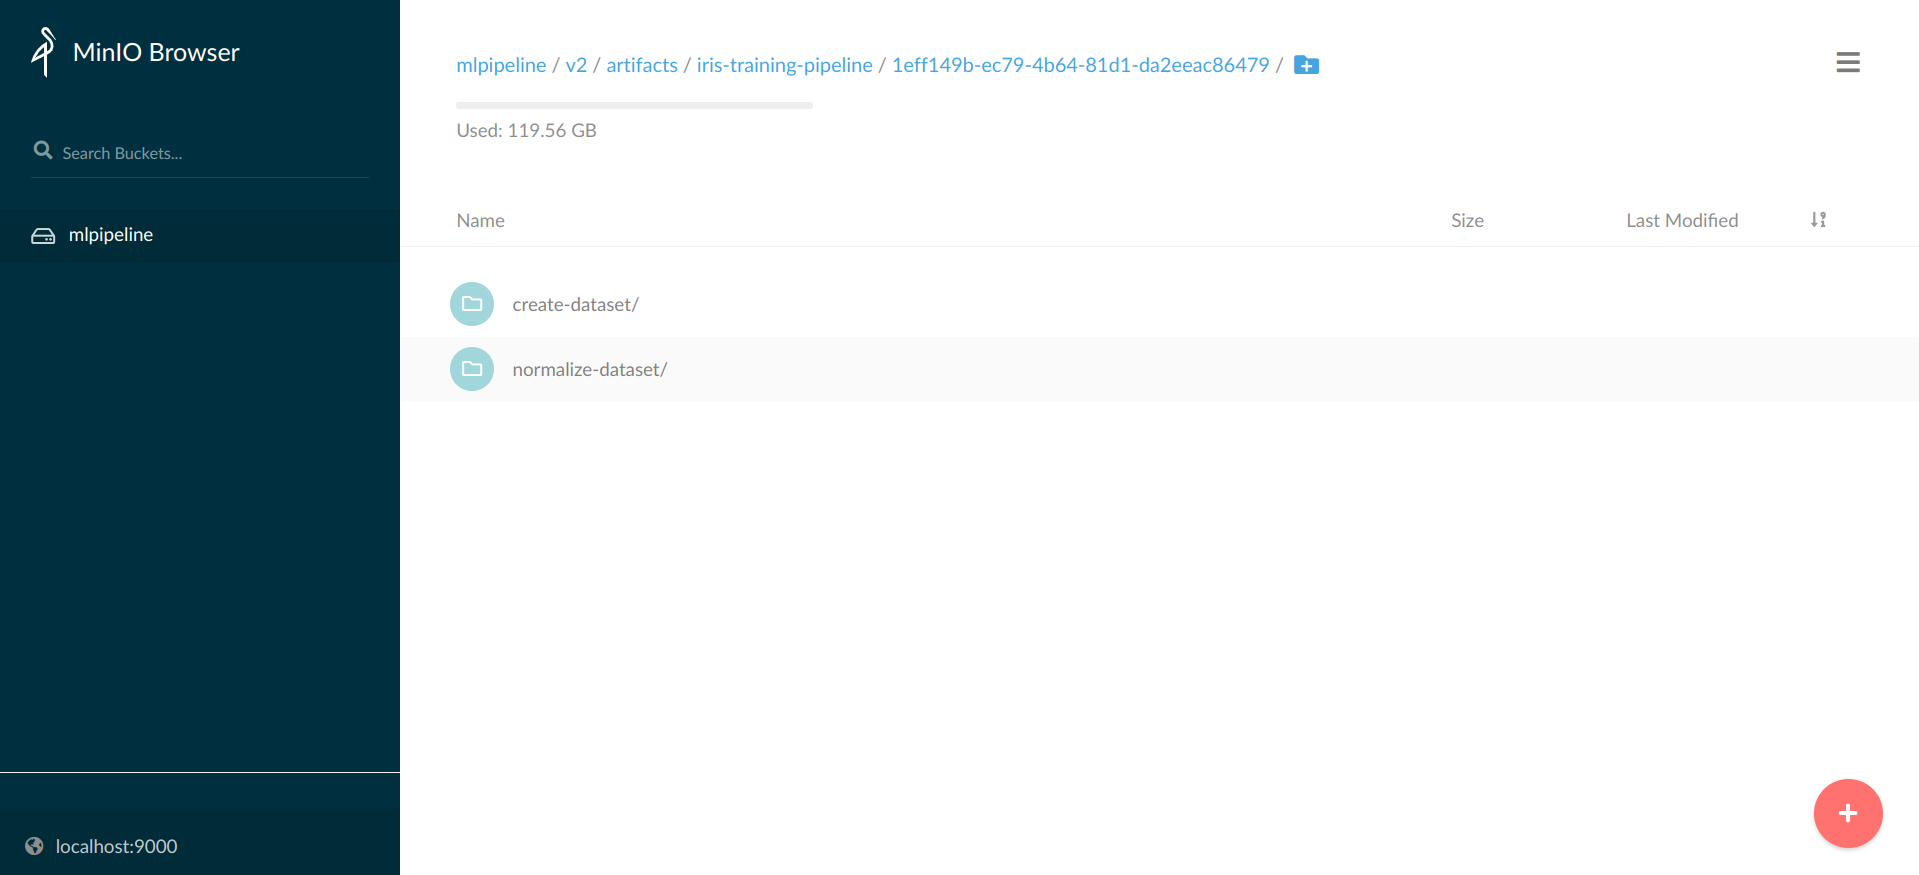 MinIO Browser
Search Buckets...
mlpipeline
localhost:9000
mlpipeline / v2 / artifacts / iris-training-pipeline / 1eff149b-ec79-4b64-81d1-da2eeac86479 /
Used: 119.56 GB
Name Size Last Modified
create-dataset/
normalize-dataset/